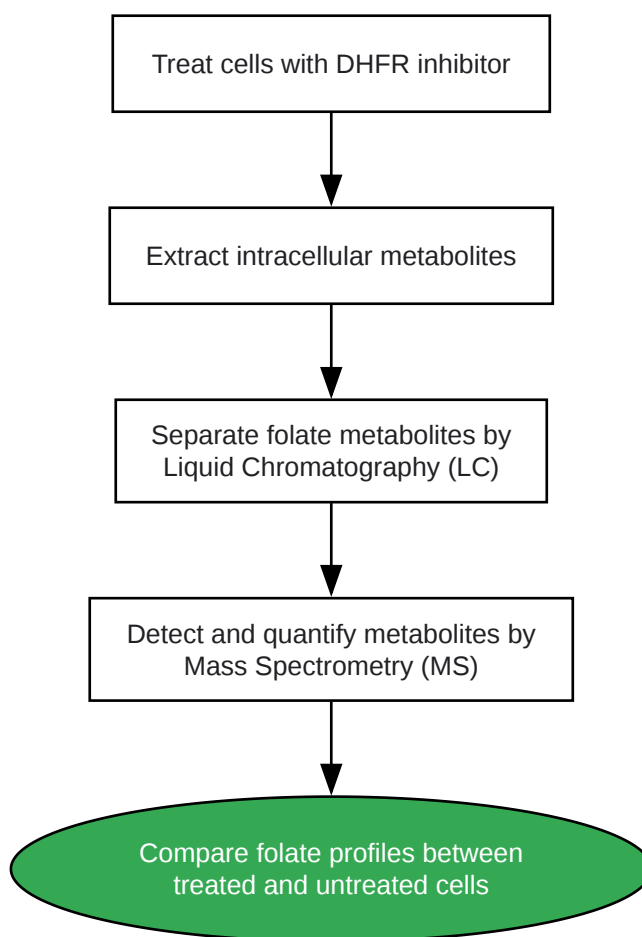 Treat cells with DHFR inhibitor
Extract intracellular metabolites
Separate folate metabolites by
Liquid Chromatography (LC)
Detect and quantify metabolites by
Mass Spectrometry (MS)
Compare folate profiles between
treated and untreated cells